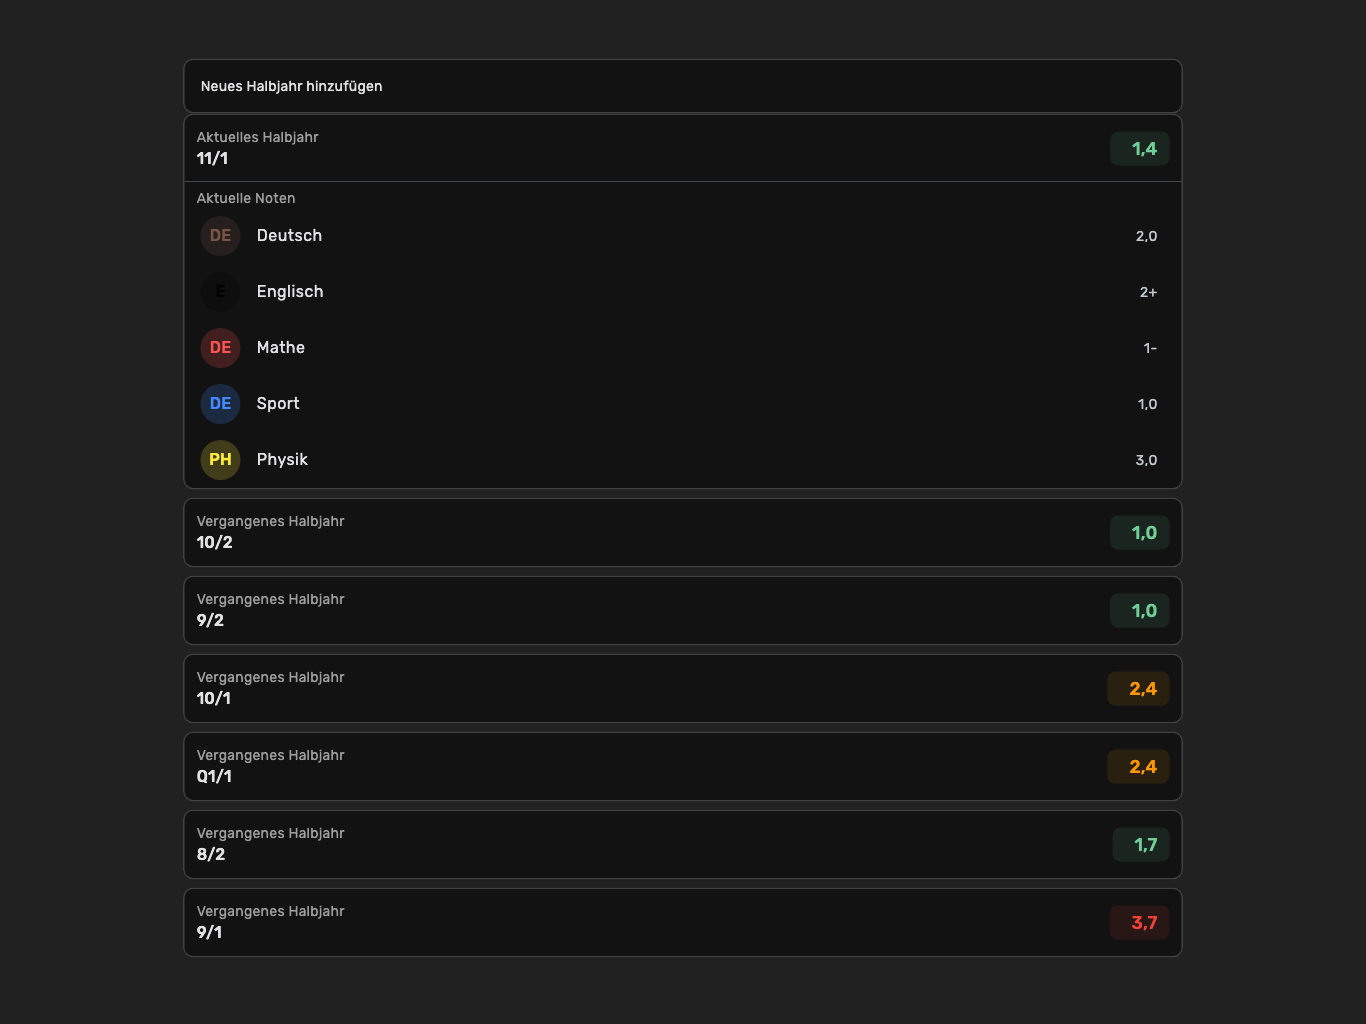 Neues Halbjahr hinzufügen
Aktuelles Halbjahr
11/1
1,4
Aktuelle Noten
DE Deutsch 2,0
E Englisch 2+
DE Mathe 1-
DE Sport 1,0
PH Physik 3,0
Vergangenes Halbjahr
10/2
1,0
Vergangenes Halbjahr
9/2
1,0
Vergangenes Halbjahr
10/1
2,4
Vergangenes Halbjahr
Q1/1
2,4
Vergangenes Halbjahr
8/2
1,7
Vergangenes Halbjahr
9/1
3,7